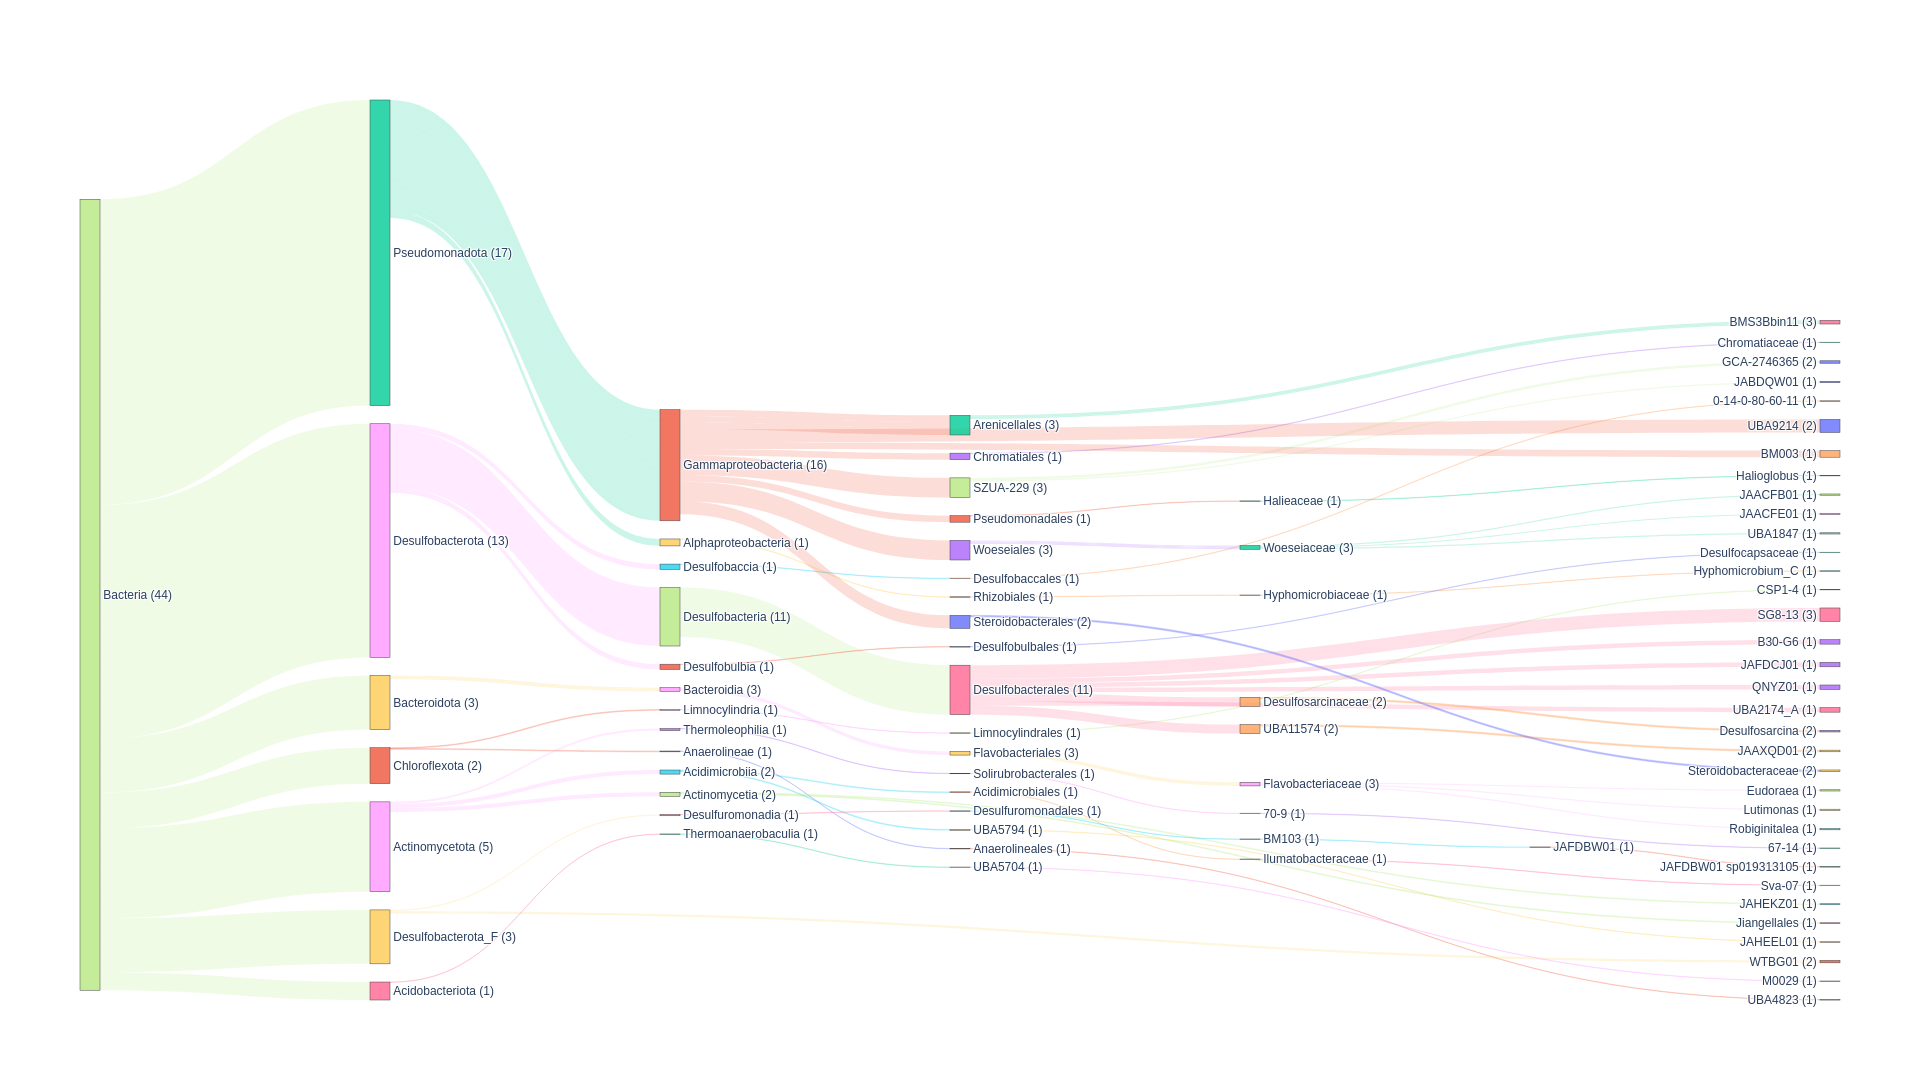 Bacteria (44)
Pseudomonadota (17)
Desulfobacterota (13)
Bacteroidota (3)
Chloroflexota (2)
Actinomycetota (5)
Desulfobacterota_F (3)
Acidobacteriota (1)
Gammaproteobacteria (16)
Alphaproteobacteria (1)
Desulfobaccia (1)
Desulfobacteria (11)
Desulfobulbia (1)
Bacteroidia (3)
Limnocylindria (1)
Thermoleophilia (1)
Anaerolineae (1)
Acidimicrobiia (2)
Actinomycetia (2)
Desulfuromonadia (1)
Thermoanaerobaculia (1)
Arenicellales (3)
Chromatiales (1)
SZUA-229 (3)
Pseudomonadales (1)
Woeseiales (3)
Desulfobaccales (1)
Rhizobiales (1)
Steroidobacterales (2)
Desulfobulbales (1)
Desulfobacterales (11)
Limnocylindrales (1)
Flavobacteriales (3)
Solirubrobacterales (1)
Acidimicrobiales (1)
Desulfuromonadales (1)
UBA5794 (1)
Anaerolineales (1)
UBA5704 (1)
Halieaceae (1)
Woeseiaceae (3)
Hyphomicrobiaceae (1)
Desulfosarcinaceae (2)
UBA11574 (2)
Flavobacteriaceae (3)
70-9 (1)
BM103 (1)
Ilumatobacteraceae (1)
JAFDBW01 (1)
BMS3Bbin11 (3)
Chromatiaceae (1)
GCA-2746365 (2)
JABDQW01 (1)
0-14-0-80-60-11 (1)
UBA9214 (2)
BM003 (1)
Halioglobus (1)
JAACFB01 (1)
JAACFE01 (1)
UBA1847 (1)
Desulfocapsaceae (1)
Hyphomicrobium_C (1)
CSP1-4 (1)
SG8-13 (3)
B30-G6 (1)
JAFDCJ01 (1)
QNYZ01 (1)
UBA2174_A (1)
Desulfosarcina (2)
JAAXQD01 (2)
Steroidobacteraceae (2)
Eudoraea (1)
Lutimonas (1)
Robiginitalea (1)
67-14 (1)
JAFDBW01 sp019313105 (1)
Sva-07 (1)
JAHEKZ01 (1)
Jiangellales (1)
JAHEEL01 (1)
WTBG01 (2)
M0029 (1)
UBA4823 (1)